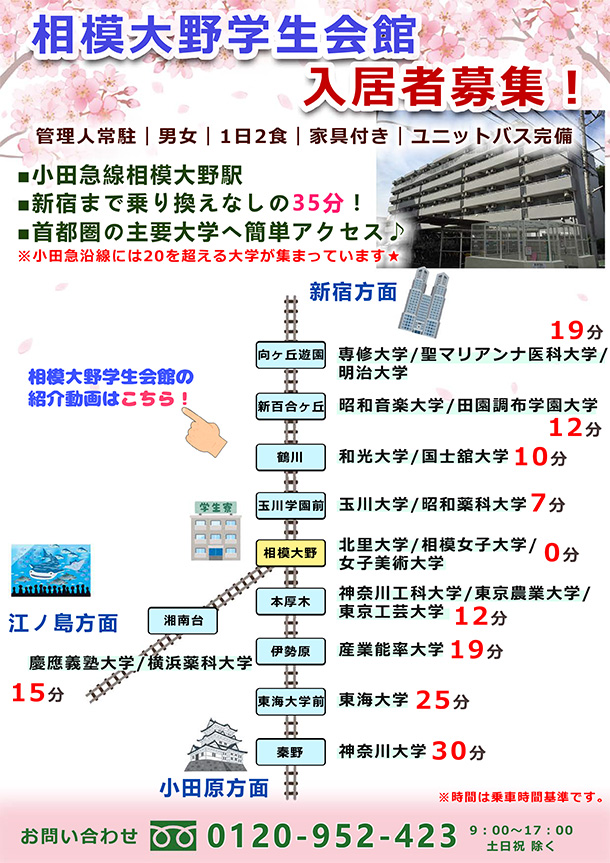 相模大野学生会館
入居者募集！
管理人常駐｜男女｜1日2食｜家具付き｜ユニットバス完備
■小田急線相模大野駅
■新宿まで乗り換えなしの35分！
■首都圏の主要大学へ簡単アクセス♪
※小田急沿線には20を超える大学が集まっています★
新宿方面
19分
向ヶ丘遊園
専修大学/聖マリアンナ医科大学/
明治大学
相模大野学生会館の
紹介動画はこちら！
新百合ヶ丘
昭和音楽大学/田園調布学園大学
12分
鶴川
和光大学/国士舘大学 10分
学生寮
玉川学園前
玉川大学/昭和薬科大学 7分
相模大野
北里大学/相模女子大学/
女子美術大学
0分
本厚木
神奈川工科大学/東京農業大学/
東京工芸大学 12分
江ノ島方面
湘南台
慶應義塾大学/横浜薬科大学
15分
伊勢原
産業能率大学 19分
東海大学前
東海大学 25分
秦野
神奈川大学 30分
小田原方面
※時間は乗車時間基準です。
お問い合わせ
0120-952-423
9：00～17：00
土日祝 除く